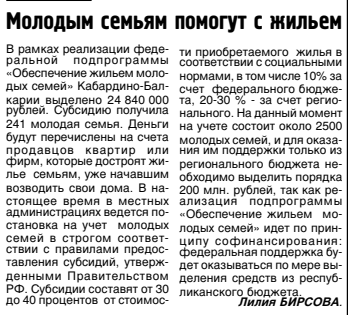 Молодым семьям помогут с жильем
В рамках реализации феде-
ральной подпрограммы
«Обеспечение жильем моло-
дых семей» Кабардино-Бал-
карии выделено 24 840 000
рублей. Субсидию получила
241 молодая семья. Деньги
будут перечислены на счета
продавцов квартир или
фирм, которые достроят жи-
лье семьям, уже начавшим
возводить свои дома. В на-
стоящее время в местных
администрациях ведется по-
становка на учет молодых
семей в строгом соответ-
ствии с правилами предос-
тавления субсидий, утверж-
денными Правительством
РФ. Субсидии составят от 30
до 40 процентов от стоимос-
ти приобретаемого жилья в
соответствии с социальными
нормами, в том числе 10% за
счет федерального бюдже-
та, 20-30 % - за счет регио-
нального. На данный момент
на учете состоит около 2500
молодых семей, и для оказа-
ния им поддержки только из
регионального бюджета не-
обходимо выделить порядка
200 млн. рублей, так как ре-
ализация подпрограммы
«Обеспечение жильем мо-
лодых семей» идет по прин-
ципу софинансирования:
федеральная поддержка бу-
дет оказываться по мере вы-
деления средств из респуб-
ликанского бюджета.
Лилия БИРСОВА.